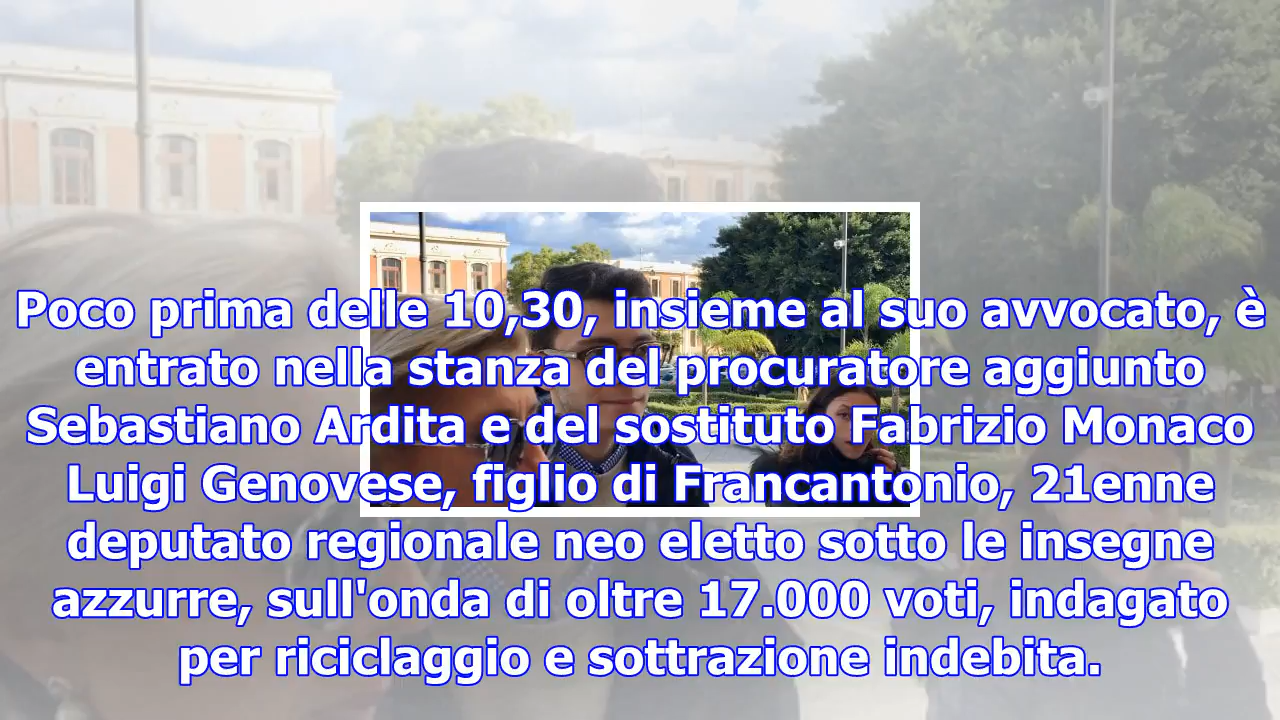 Poco prima delle 10,30, insieme al suo avvocato, è
entrato nella stanza del procuratore aggiunto
Sebastiano Ardita e del sostituto Fabrizio Monaco
Luigi Genovese, figlio di Francantonio, 21enne
deputato regionale neo eletto sotto le insegne
azzurre, sull'onda di oltre 17.000 voti, indagato
per riciclaggio e sottrazione indebita.